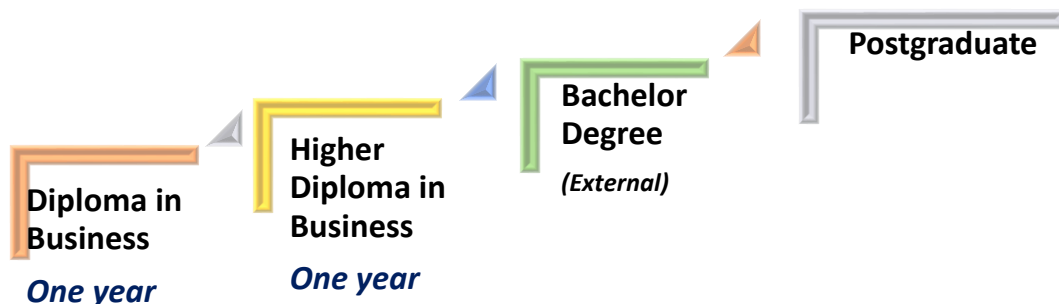 Diploma in
Business
One year
Higher
Diploma in
Business
One year
Bachelor
Degree
(External)
Postgraduate